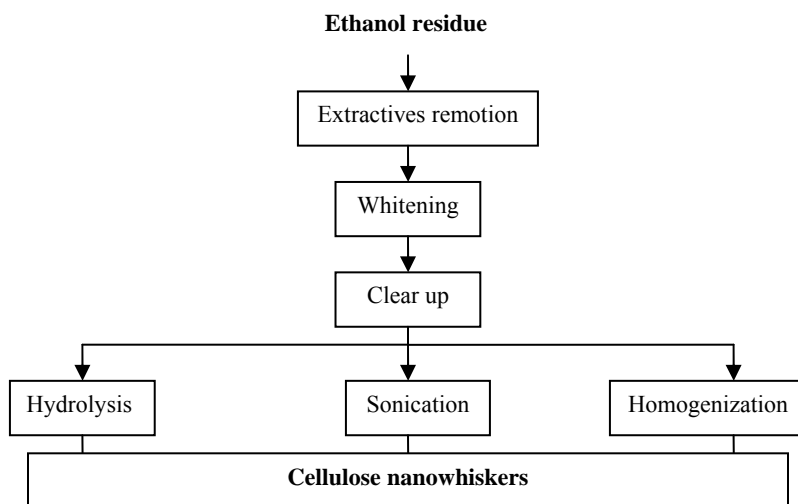 Ethanol residue
Extractives remotion
Whitening
Clear up
Hydrolysis
Sonication
Homogenization
Cellulose nanowhiskers